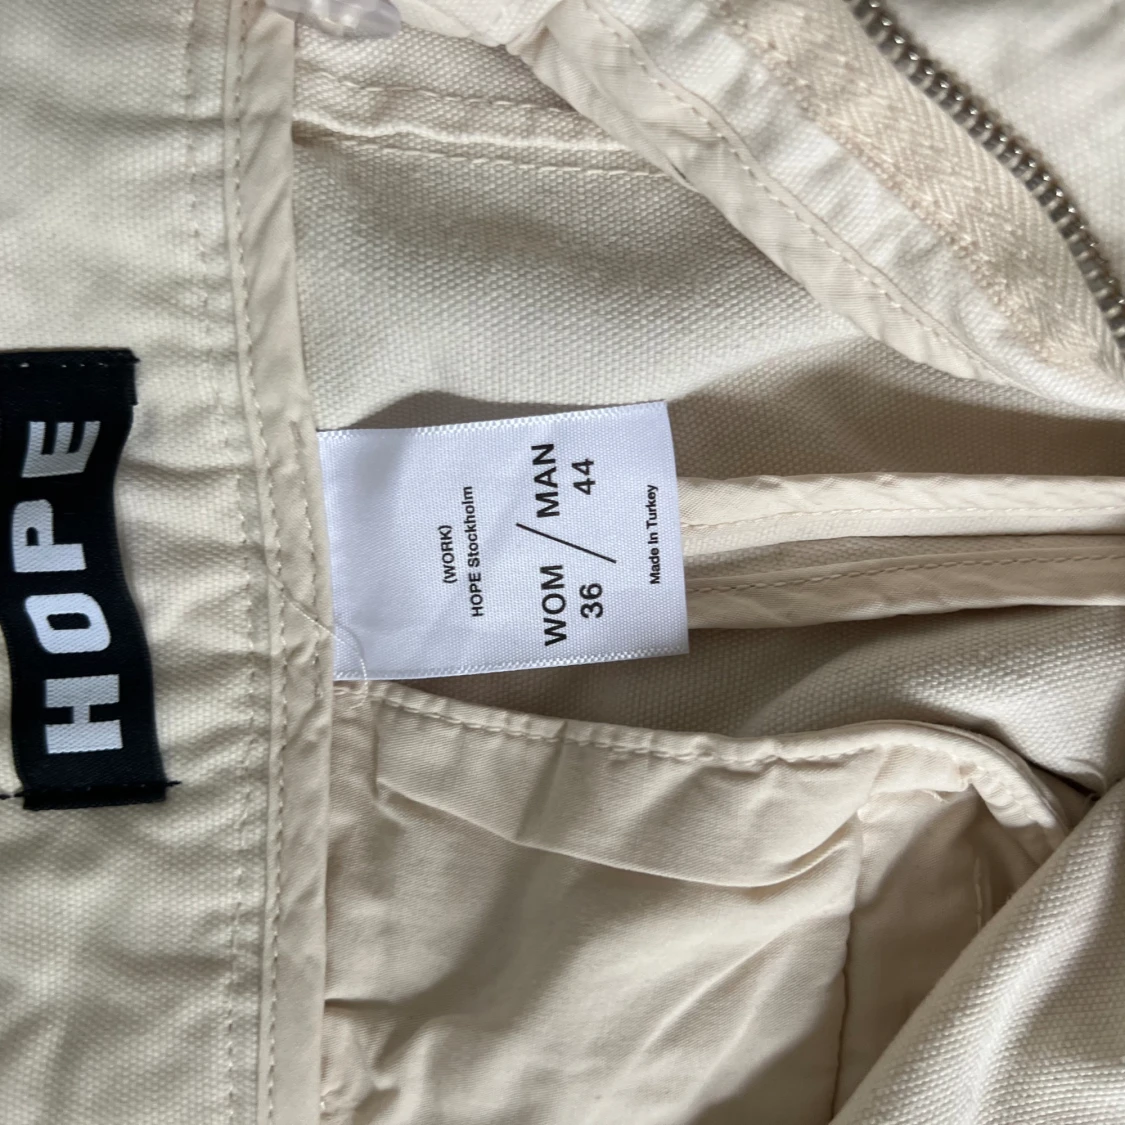 HOPE
(WORK)
HOPE Stockholm
WOM / MAN
36 44
Made In Turkey